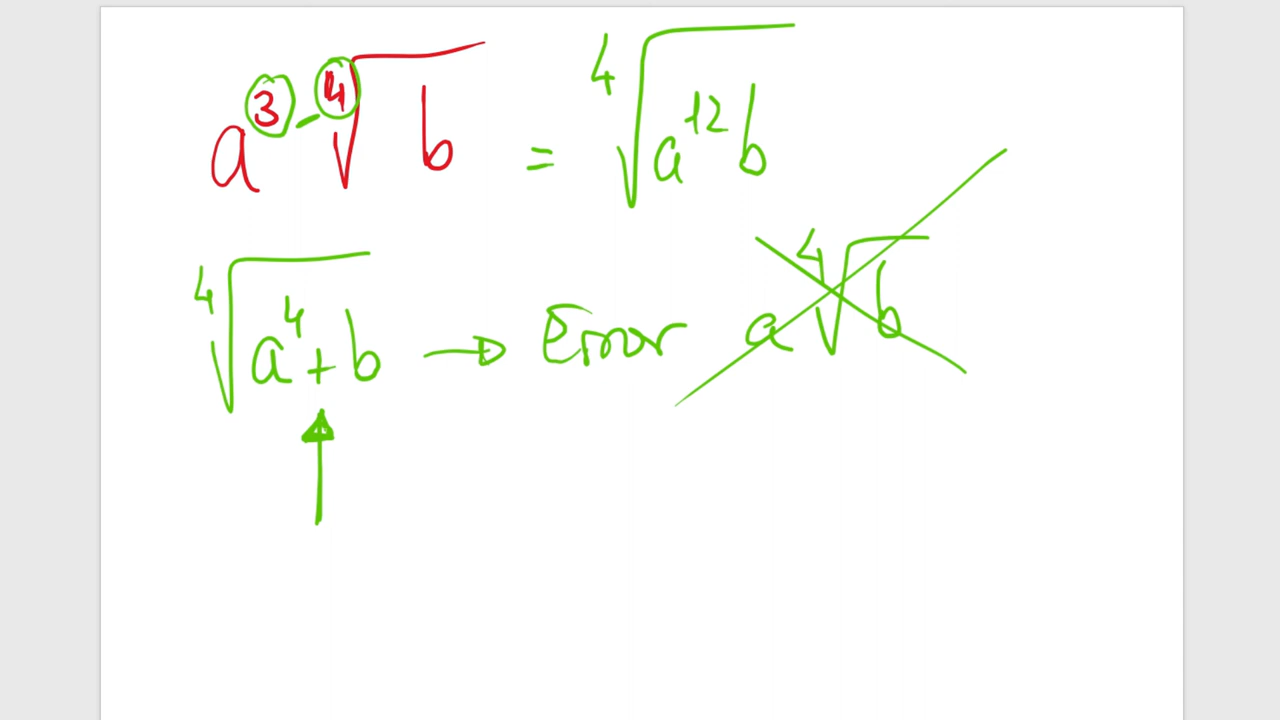 a³ ⁴√b = ⁴√a¹²b
⁴√a⁴+b → Error a ⁴√b